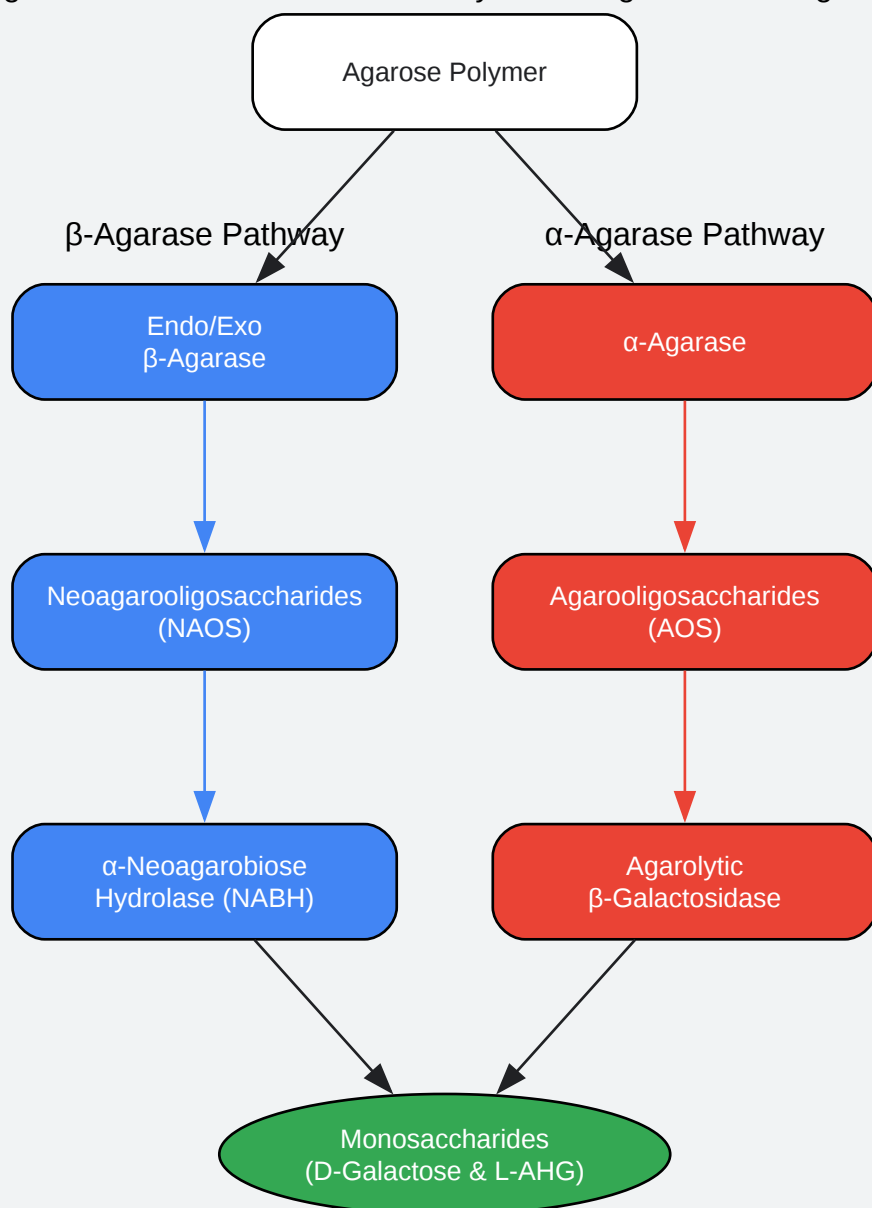 Agarose Polymer
β-Agarase Pathway
α-Agarase Pathway
Endo/Exo
β-Agarase
α-Agarase
Neoagarooligosaccharides
(NAOS)
Agarooligosaccharides
(AOS)
α-Neoagarobiose
Hydrolase (NABH)
Agarolytic
β-Galactosidase
Monosaccharides
(D-Galactose & L-AHG)